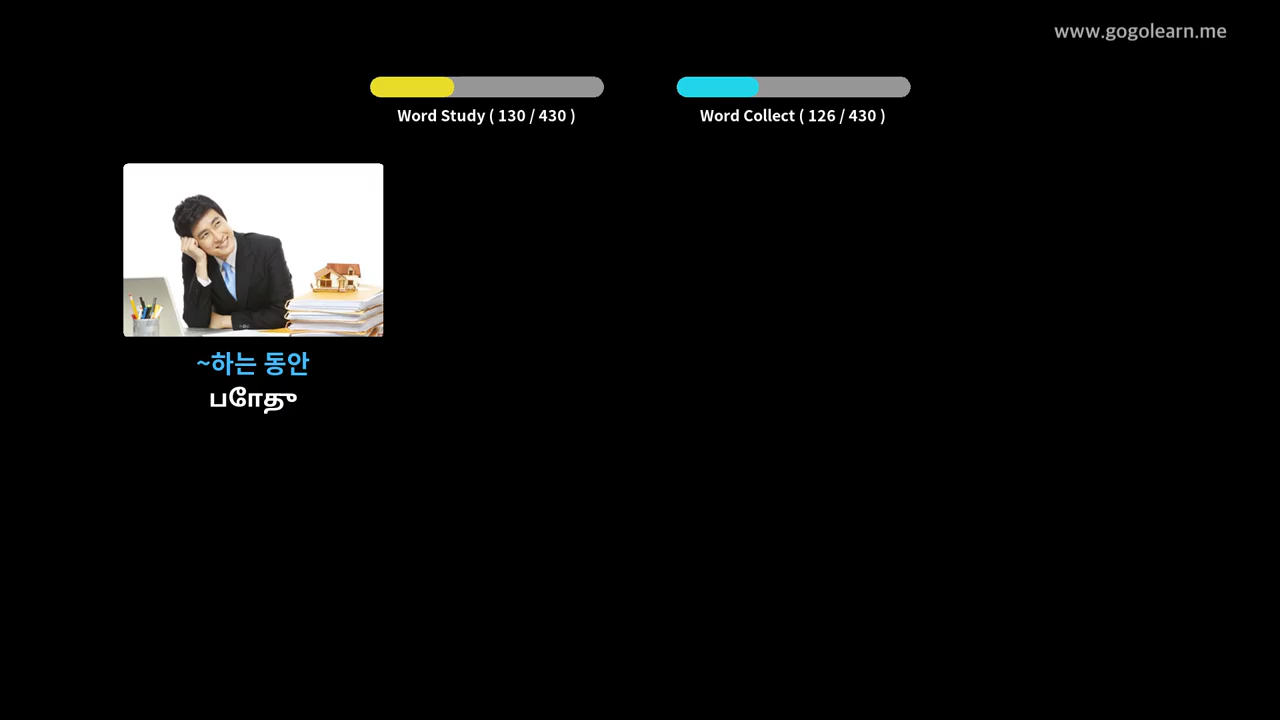 www.gogolearn.me
Word Study ( 130 / 430 )
Word Collect ( 126 / 430 )
~하는 동안
போது